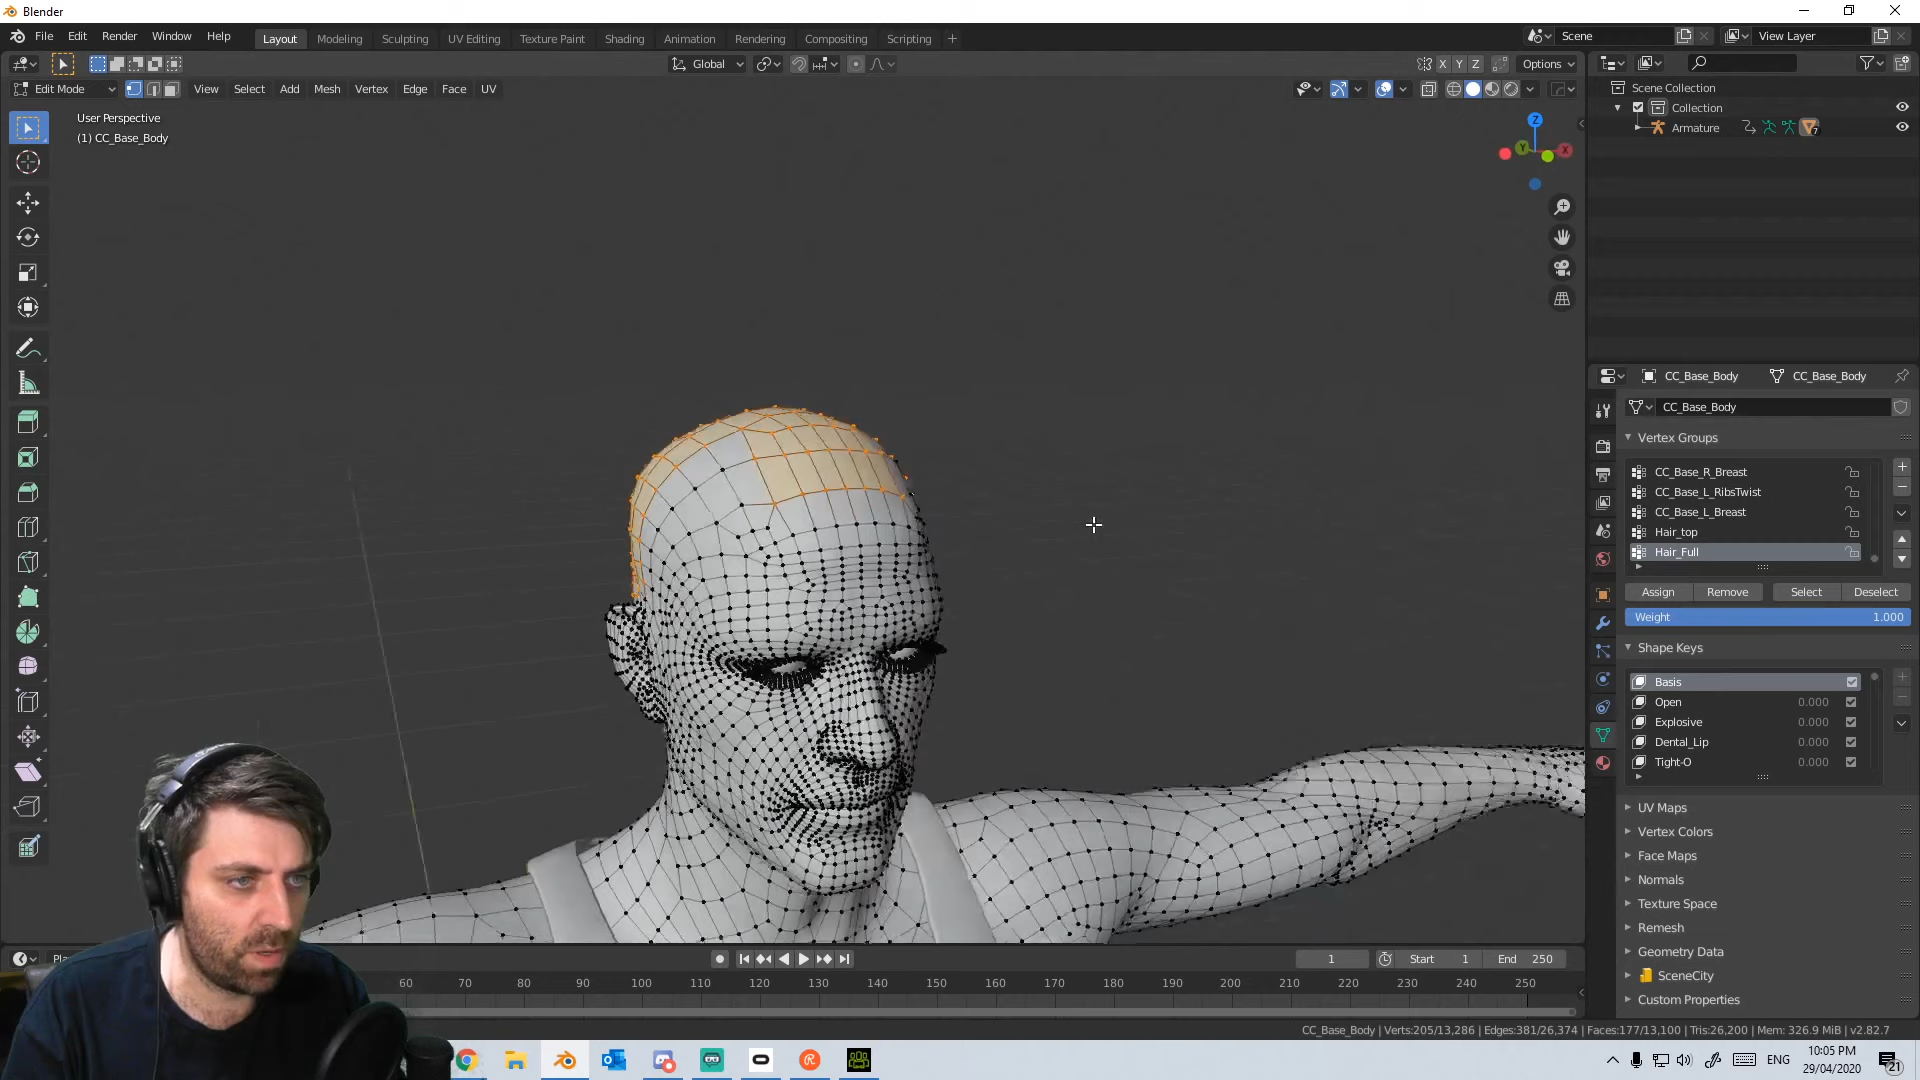 Blender
File Edit Render Window Help
Layout Modeling Sculpting UV Editing Texture Paint Shading Animation Rendering Compositing Scripting +
Scene
View Layer
Global
X Y Z
Options
Edit Mode
View Select Add Mesh Vertex Edge Face UV
User Perspective
(1) CC_Base_Body
Z
Y
X
Scene Collection
Collection
Armature
7
CC_Base_Body
CC_Base_Body
CC_Base_Body
Vertex Groups
CC_Base_R_Breast
CC_Base_L_RibsTwist
CC_Base_L_Breast
Hair_top
Hair_Full
Assign Remove Select Deselect
Weight 1.000
Shape Keys
Basis
Open 0.000
Explosive 0.000
Dental_Lip 0.000
Tight-O 0.000
UV Maps
Vertex Colors
Face Maps
Normals
Texture Space
Remesh
Geometry Data
SceneCity
Custom Properties
1
Start 1
End 250
60 70 80 90 100 110 120 130 140 150 160 170 180 190 200 210 220 230 240 250
CC_Base_Body | Verts:205/13,286 | Edges:381/26,374 | Faces:177/13,100 | Tris:26,200 | Mem: 326.9 MiB | v2.82.7
ENG
10:05 PM
29/04/2020
21